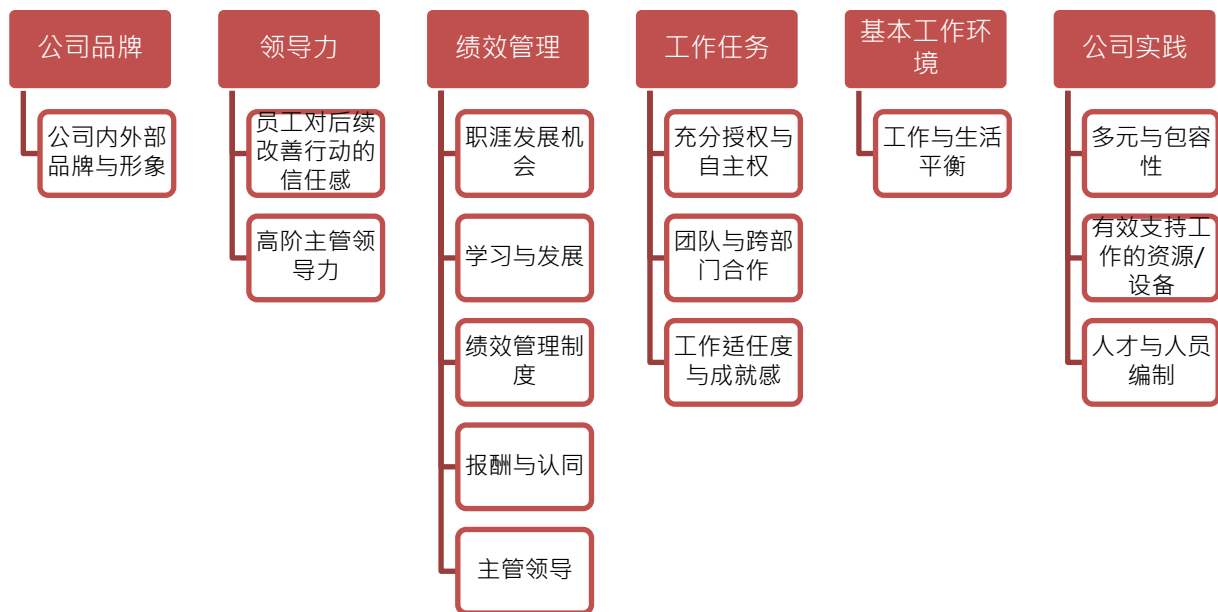 公司品牌
公司内外部
品牌与形象
领导力
员工对后续
改善行动的
信任感
高阶主管领
导力
绩效管理
职涯发展机
会
学习与发展
绩效管理制
度
报酬与认同
主管领导
工作任务
充分授权与
自主权
团队与跨部
门合作
工作适任度
与成就感
基本工作环
境
工作与生活
平衡
公司实践
多元与包容
性
有效支持工
作的资源/
设备
人才与人员
编制